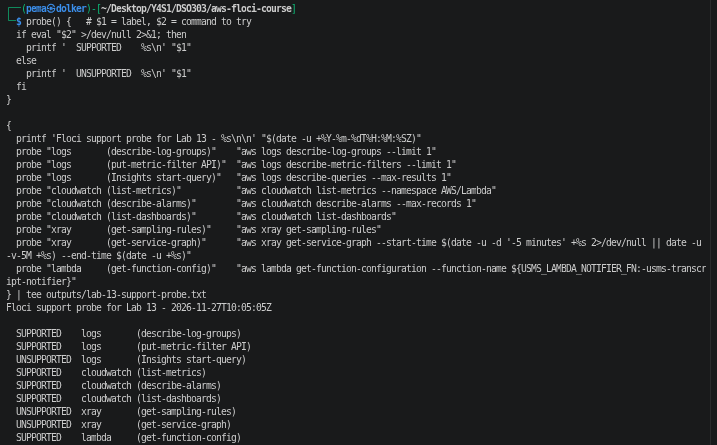 ┌──(pema㉿dolker)-[~/Desktop/Y4S1/DSO303/aws-floci-course]
└─$ probe() {   # $1 = label, $2 = command to try
  if eval "$2" >/dev/null 2>&1; then
    printf '  SUPPORTED    %s\n' "$1"
  else
    printf '  UNSUPPORTED  %s\n' "$1"
  fi
}

{
  printf 'Floci support probe for Lab 13 - %s\n\n' "$(date -u +%Y-%m-%dT%H:%M:%SZ)"
  probe "logs       (describe-log-groups)"    "aws logs describe-log-groups --limit 1"
  probe "logs       (put-metric-filter API)"  "aws logs describe-metric-filters --limit 1"
  probe "logs       (Insights start-query)"   "aws logs describe-queries --max-results 1"
  probe "cloudwatch (list-metrics)"           "aws cloudwatch list-metrics --namespace AWS/Lambda"
  probe "cloudwatch (describe-alarms)"        "aws cloudwatch describe-alarms --max-records 1"
  probe "cloudwatch (list-dashboards)"        "aws cloudwatch list-dashboards"
  probe "xray       (get-sampling-rules)"     "aws xray get-sampling-rules"
  probe "xray       (get-service-graph)"      "aws xray get-service-graph --start-time $(date -u -d '-5 minutes' +%s 2>/dev/null || date -u
-v-5M +%s) --end-time $(date -u +%s)"
  probe "lambda     (get-function-config)"    "aws lambda get-function-configuration --function-name ${USMS_LAMBDA_NOTIFIER_FN:-usms-transcr
ipt-notifier}"
} | tee outputs/lab-13-support-probe.txt
Floci support probe for Lab 13 - 2026-11-27T10:05:05Z

  SUPPORTED    logs       (describe-log-groups)
  SUPPORTED    logs       (put-metric-filter API)
  UNSUPPORTED  logs       (Insights start-query)
  SUPPORTED    cloudwatch (list-metrics)
  SUPPORTED    cloudwatch (describe-alarms)
  SUPPORTED    cloudwatch (list-dashboards)
  UNSUPPORTED  xray       (get-sampling-rules)
  UNSUPPORTED  xray       (get-service-graph)
  SUPPORTED    lambda     (get-function-config)